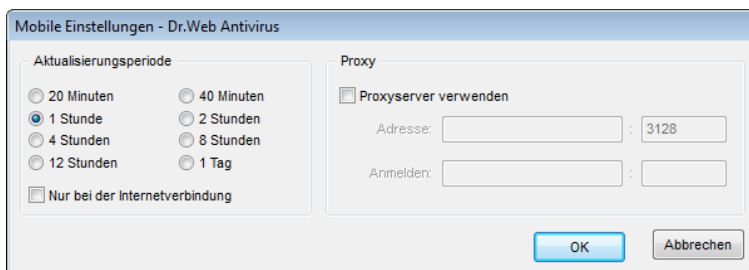 Mobile Einstellungen - Dr.Web Antivirus
Aktualisierungsperiode
20 Minuten
40 Minuten
1 Stunde
2 Stunden
4 Stunden
8 Stunden
12 Stunden
1 Tag
Nur bei der Internetverbindung
Proxy
Proxyserver verwenden
Adresse: : 3128
Anmelden: :
OK
Abbrechen